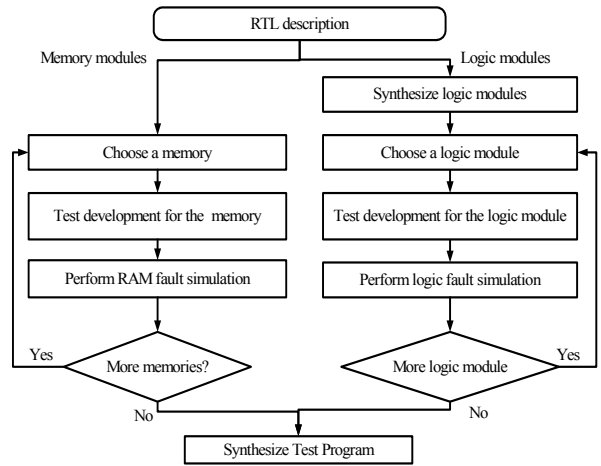 RTL description
Memory modules
Logic modules
Synthesize logic modules
Choose a memory
Choose a logic module
Test development for the memory
Test development for the logic module
Perform RAM fault simulation
Perform logic fault simulation
Yes
More memories?
More logic module
Yes
No
No
Synthesize Test Program